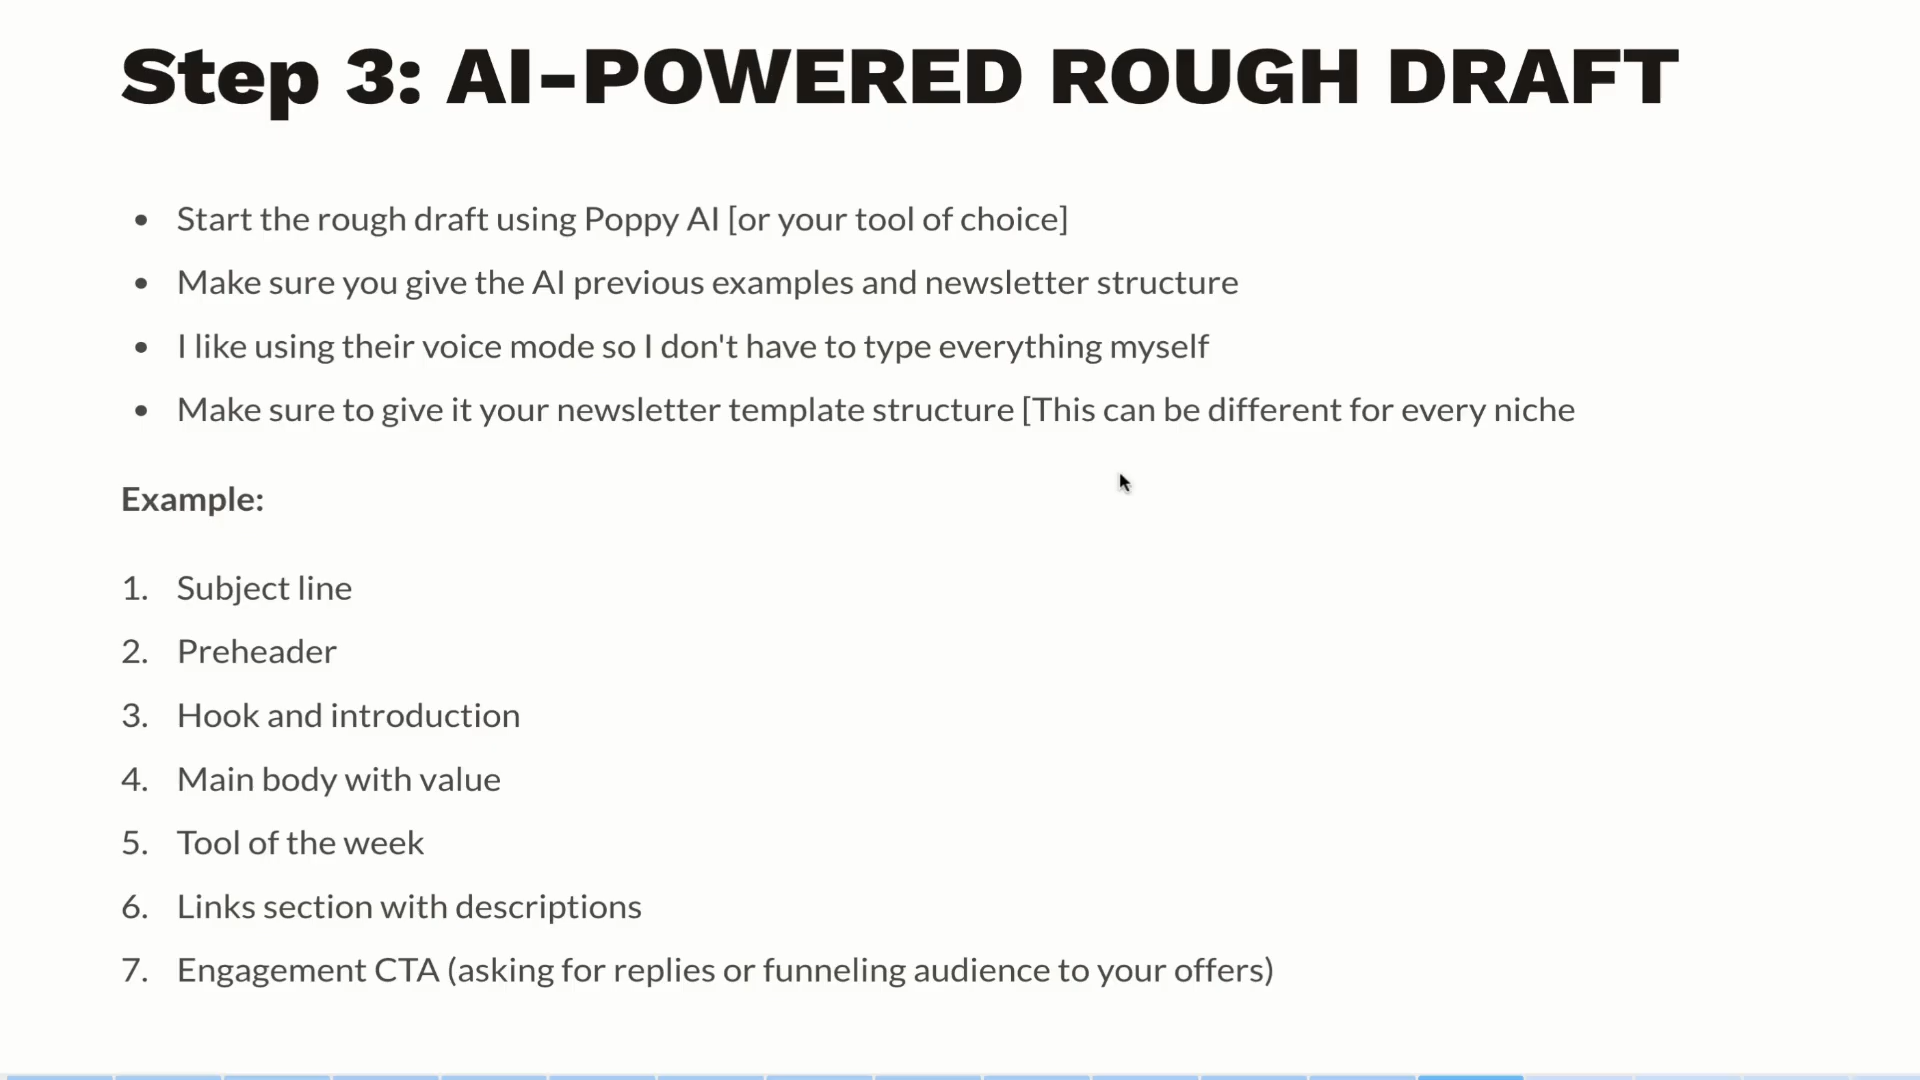 Step 3: AI-POWERED ROUGH DRAFT
• Start the rough draft using Poppy AI [or your tool of choice]
• Make sure you give the AI previous examples and newsletter structure
• I like using their voice mode so I don't have to type everything myself
• Make sure to give it your newsletter template structure [This can be different for every niche
Example:
1. Subject line
2. Preheader
3. Hook and introduction
4. Main body with value
5. Tool of the week
6. Links section with descriptions
7. Engagement CTA (asking for replies or funneling audience to your offers)